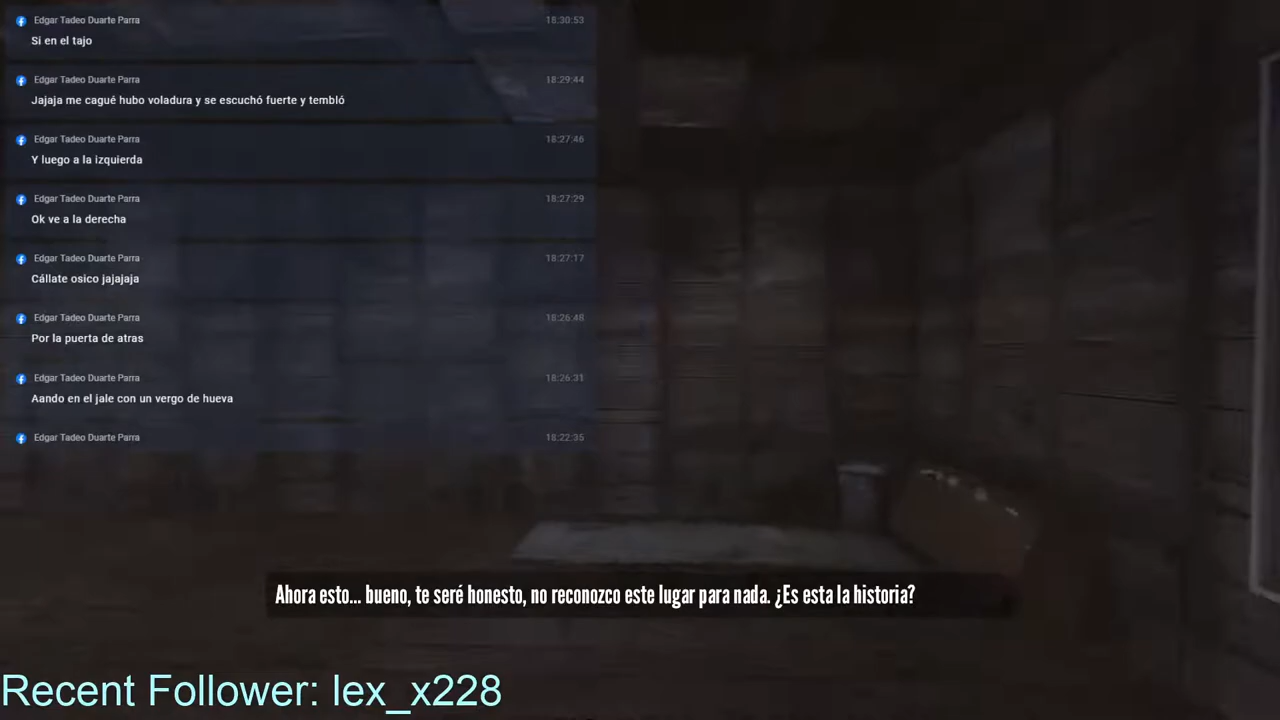 Edgar Tadeo Duarte Parra 18:30:53
Si en el tajo
Edgar Tadeo Duarte Parra 18:29:44
Jajaja me cagué hubo voladura y se escuchó fuerte y tembló
Edgar Tadeo Duarte Parra 18:27:46
Y luego a la izquierda
Edgar Tadeo Duarte Parra 18:27:29
Ok ve a la derecha
Edgar Tadeo Duarte Parra 18:27:17
Cállate osico jajajaja
Edgar Tadeo Duarte Parra 18:26:48
Por la puerta de atras
Edgar Tadeo Duarte Parra 18:26:31
Aando en el jale con un vergo de hueva
Edgar Tadeo Duarte Parra 18:22:35
Ahora esto... bueno, te seré honesto, no reconozco este lugar para nada. ¿Es esta la historia?
Recent Follower: lex_x228